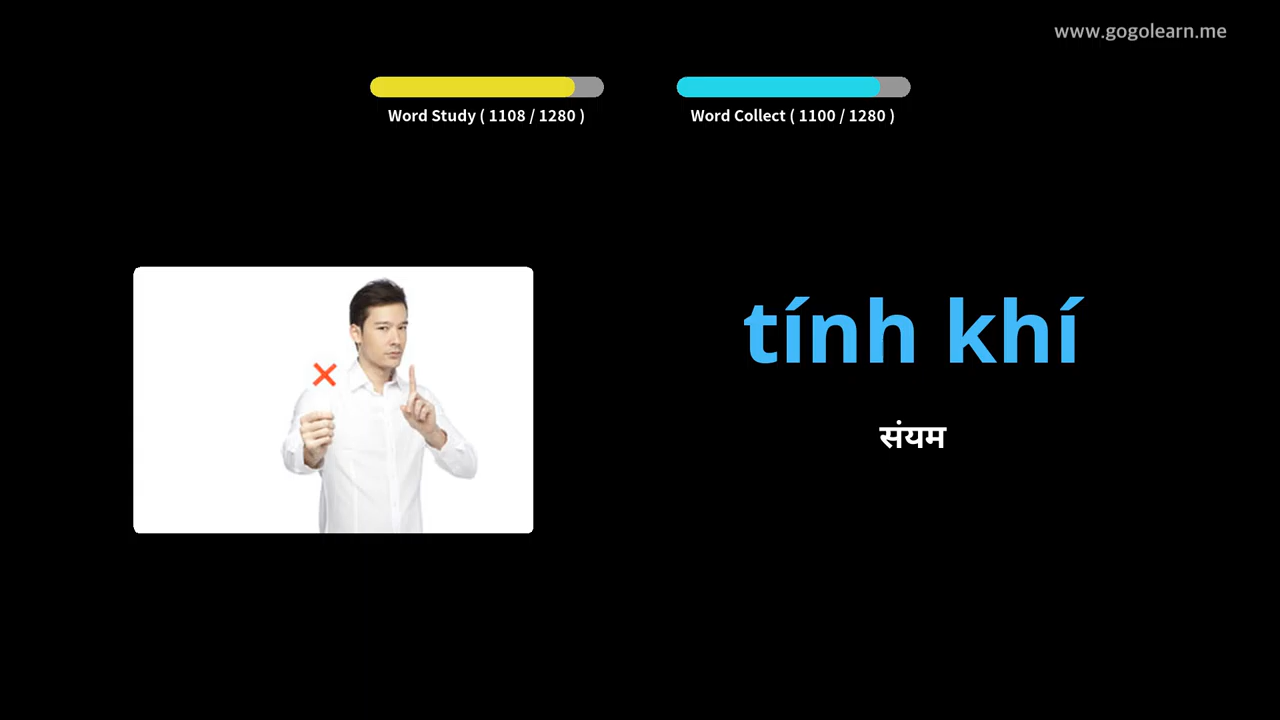 www.gogolearn.me
Word Study ( 1108 / 1280 )
Word Collect ( 1100 / 1280 )
tính khí
संयम